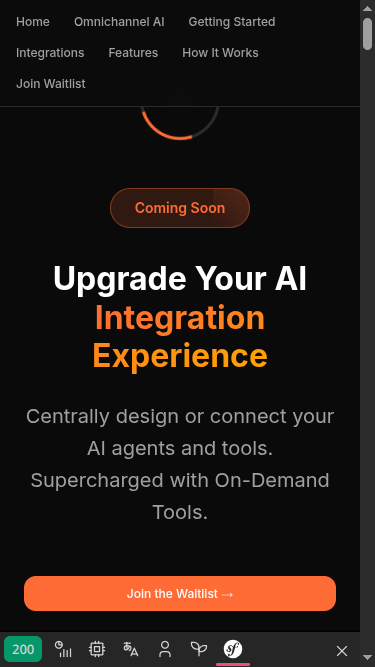 Home Omnichannel AI Getting Started
Integrations Features How It Works
Join Waitlist
Coming Soon
Upgrade Your AI
Integration
Experience
Centrally design or connect your
AI agents and tools.
Supercharged with On-Demand
Tools.
Join the Waitlist →
200
sf